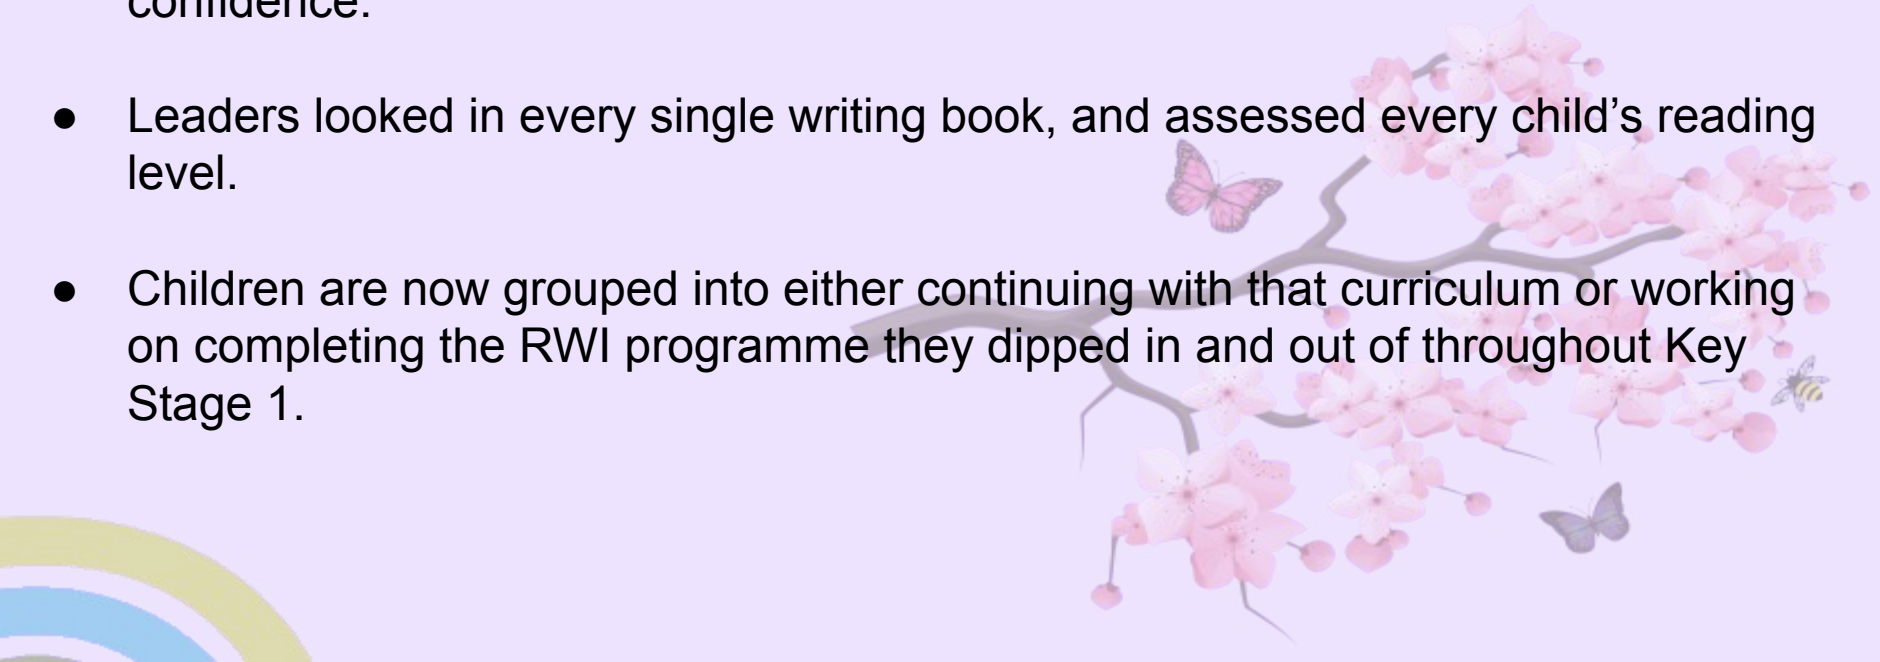 confidence.
● Leaders looked in every single writing book, and assessed every child’s reading
level.
● Children are now grouped into either continuing with that curriculum or working
on completing the RWI programme they dipped in and out of throughout Key
Stage 1.